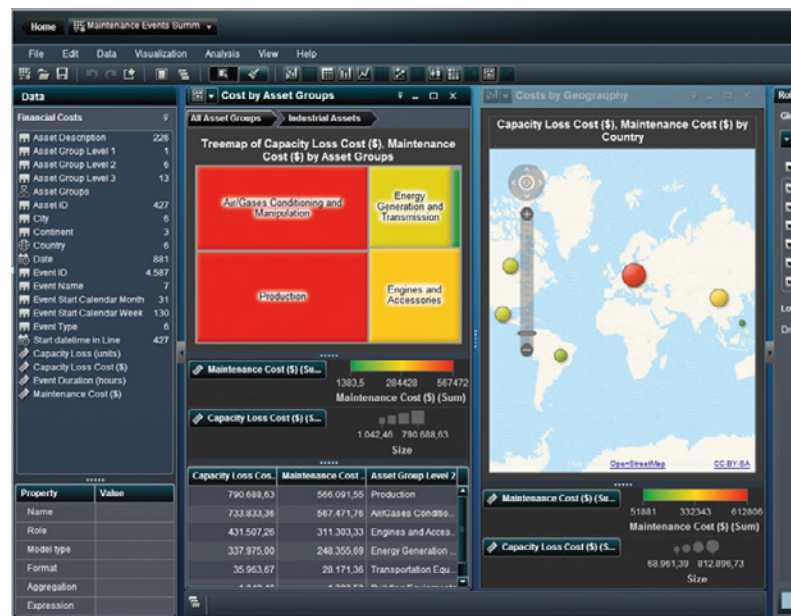 Home
Maintenance Events Summ
File Edit Data Visualization Analysis View Help
Data
Financial Costs
Asset Description 226
Asset Group Level 1 1
Asset Group Level 2 6
Asset Group Level 3 13
Asset Groups
Asset ID 427
City 6
Continent 3
Country 6
Date 881
Event ID 4.587
Event Name 7
Event Start Calendar Month 31
Event Start Calendar Week 130
Event Type 6
Start datetime in Line 427
Capacity Loss (units)
Capacity Loss Cost ($)
Event Duration (hours)
Maintenance Cost ($)
Property Value
Name
Role
Model type
Format
Aggregation
Expression
Cost by Asset Groups
All Asset Groups Industrial Assets
Treemap of Capacity Loss Cost ($), Maintenance
Cost ($) by Asset Groups
Air/Gases Conditioning and
Manipulation
Energy
Generation and
Transmission
Production
Engines and
Accessories
Maintenance Cost ($) (Su...
1383,5 284428 567472
Maintenance Cost ($) (Sum)
Capacity Loss Cost ($) (S...
1.042,46 790.688,63
Size
Capacity Loss Cos.. Maintenance Cost .. Asset Group Level 2
790.688,63 566.091,55 Production
733.833,36 567.471,76 Air/Gases Conditio...
431.507,26 311.303,33 Engines and Acces...
337.975,00 248.355,69 Energy Generation ...
35.963,67 28.171,36 Transportation Equ...
Costs by Geograqphy
Capacity Loss Cost ($), Maintenance Cost ($) by
Country
OpenStreetMap CC-BY-SA
Maintenance Cost ($) (Su...
51881 332343 612806
Maintenance Cost ($) (Sum)
Capacity Loss Cost ($) (S...
68.961,39 812.896,73
Size